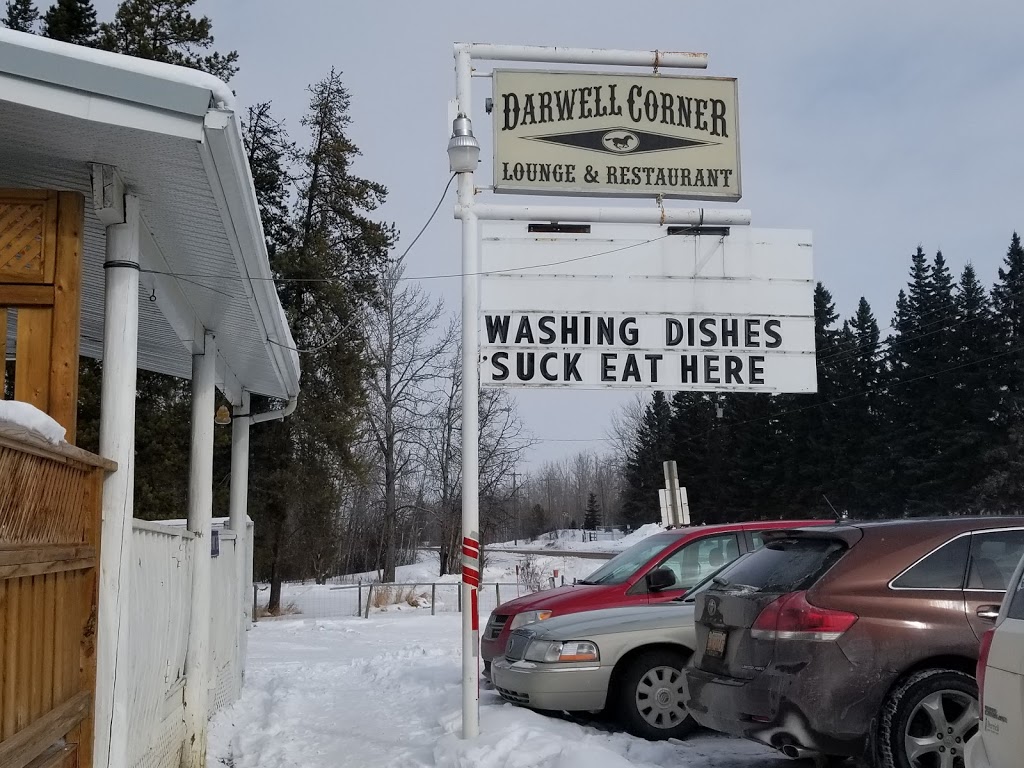 DARWELL CORNER
LOUNGE & RESTAURANT
WASHING DISHES
'SUCK EAT HERE